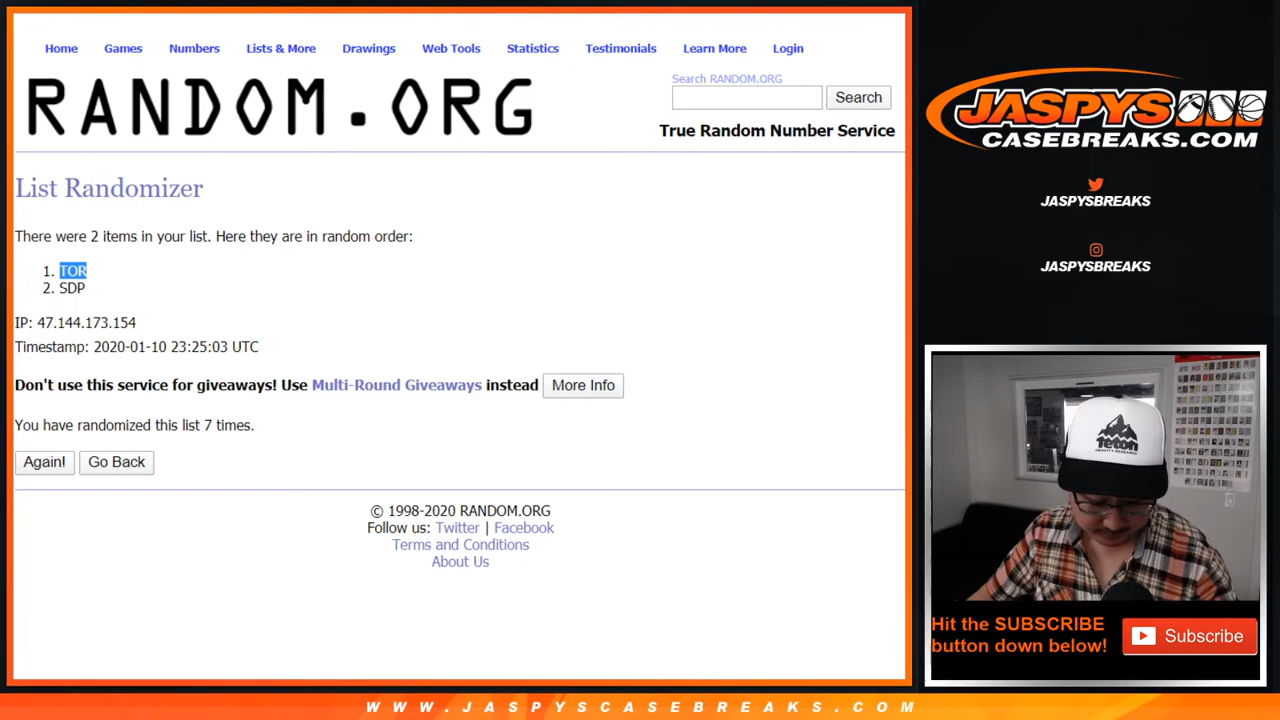 Home Games Numbers Lists & More Drawings Web Tools Statistics Testimonials Learn More Login
RANDOM.ORG
Search RANDOM.ORG
Search
True Random Number Service
List Randomizer
There were 2 items in your list. Here they are in random order:
1. TOR
2. SDP
IP: 47.144.173.154
Timestamp: 2020-01-10 23:25:03 UTC
Don't use this service for giveaways! Use Multi-Round Giveaways instead More Info
You have randomized this list 7 times.
Again! Go Back
© 1998-2020 RANDOM.ORG
Follow us: Twitter | Facebook
Terms and Conditions
About Us
JASPYS
CASEBREAKS.COM
JASPYSBREAKS
JASPYSBREAKS
Teton
Hit the SUBSCRIBE
button down below!
Subscribe
WWW.JASPYSCASEBREAKS.COM